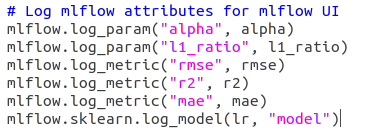 # Log mlflow attributes for mlflow UI
mlflow.log_param("alpha", alpha)
mlflow.log_param("l1_ratio", l1_ratio)
mlflow.log_metric("rmse", rmse)
mlflow.log_metric("r2", r2)
mlflow.log_metric("mae", mae)
mlflow.sklearn.log_model(lr, "model")